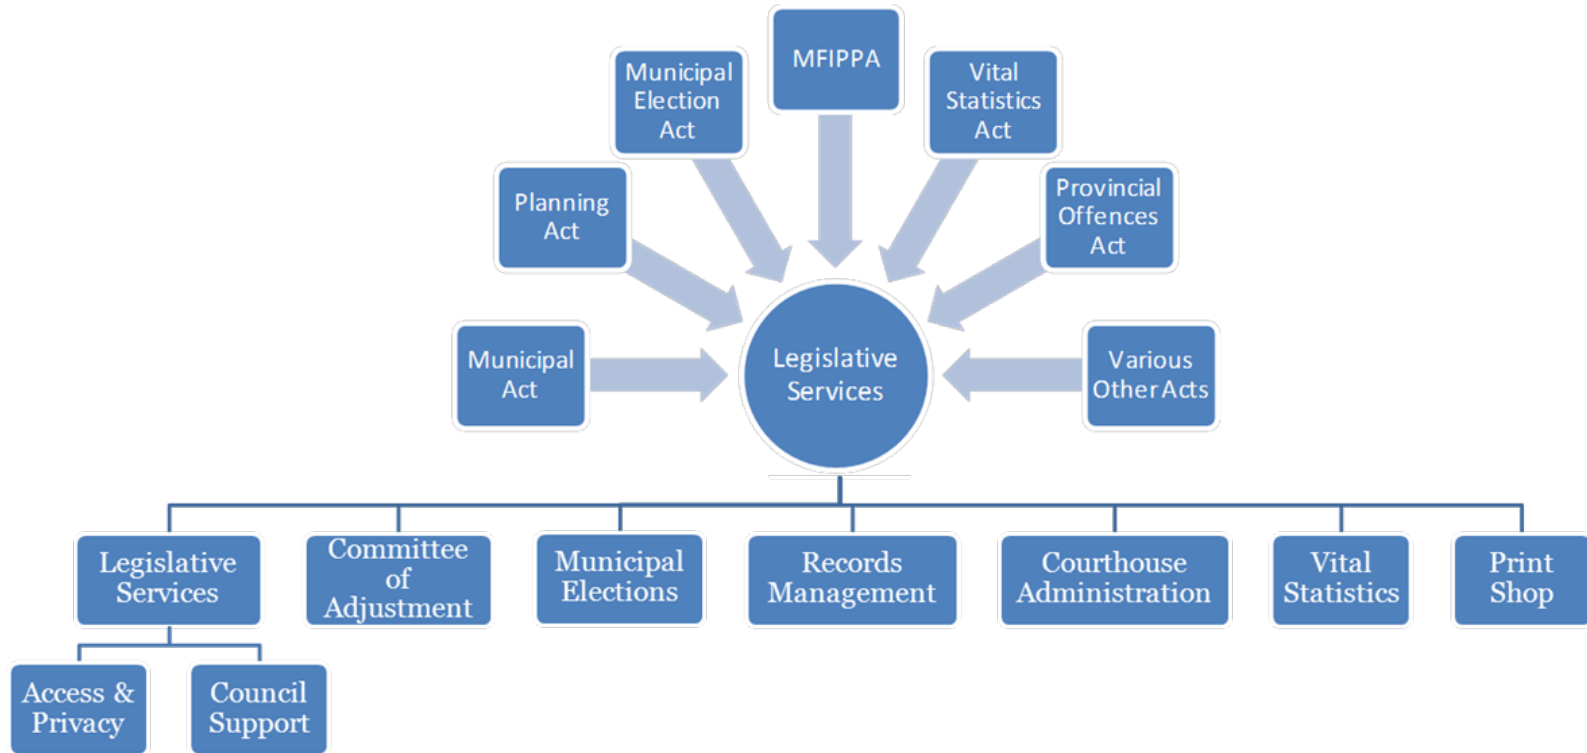 MFIPPA
Municipal
Election
Act
Vital
Statistics
Act
Planning
Act
Provincial
Offences
Act
Municipal
Act
Legislative
Services
Various
Other Acts
Legislative
Services
Committee
of
Adjustment
Municipal
Elections
Records
Management
Courthouse
Administration
Vital
Statistics
Print
Shop
Access &
Privacy
Council
Support